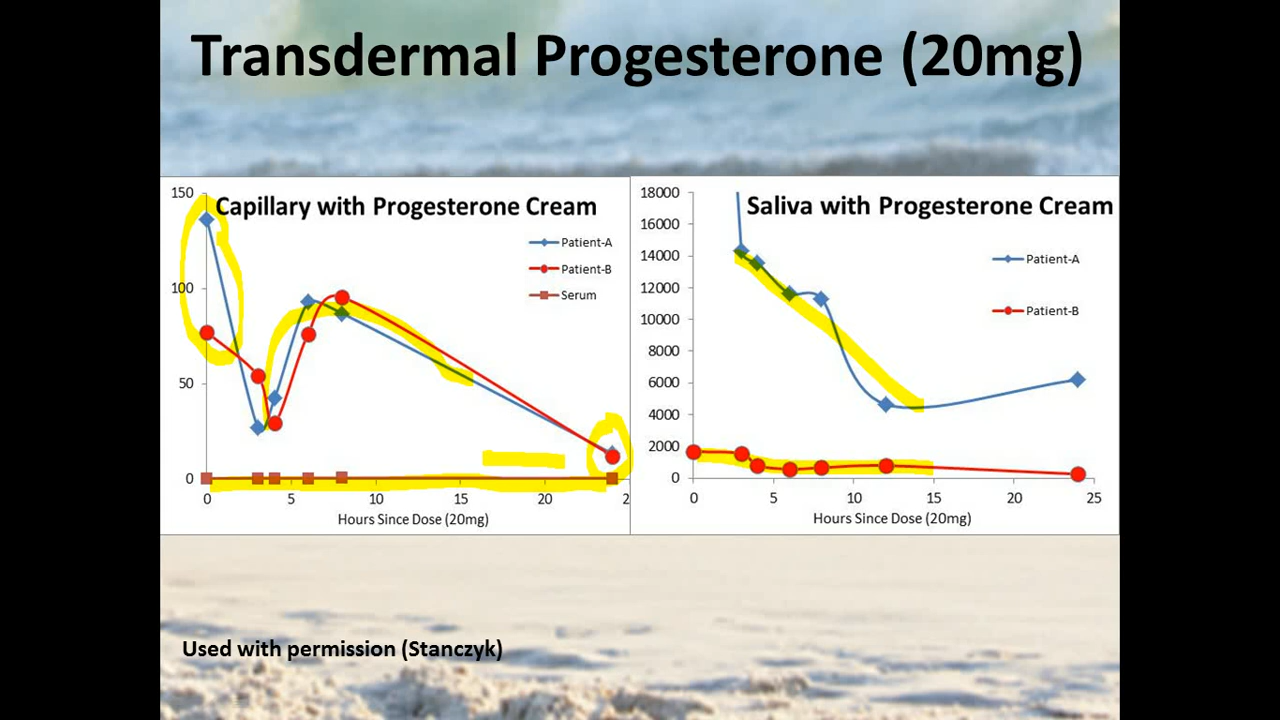 Transdermal Progesterone (20mg)
Capillary with Progesterone Cream
150
100
50
0
Patient-A
Patient-B
Serum
0 5 10 15 20 2
Hours Since Dose (20mg)
Saliva with Progesterone Cream
18000
16000
14000
12000
10000
8000
6000
4000
2000
0
Patient-A
Patient-B
0 5 10 15 20 25
Hours Since Dose (20mg)
Used with permission (Stanczyk)